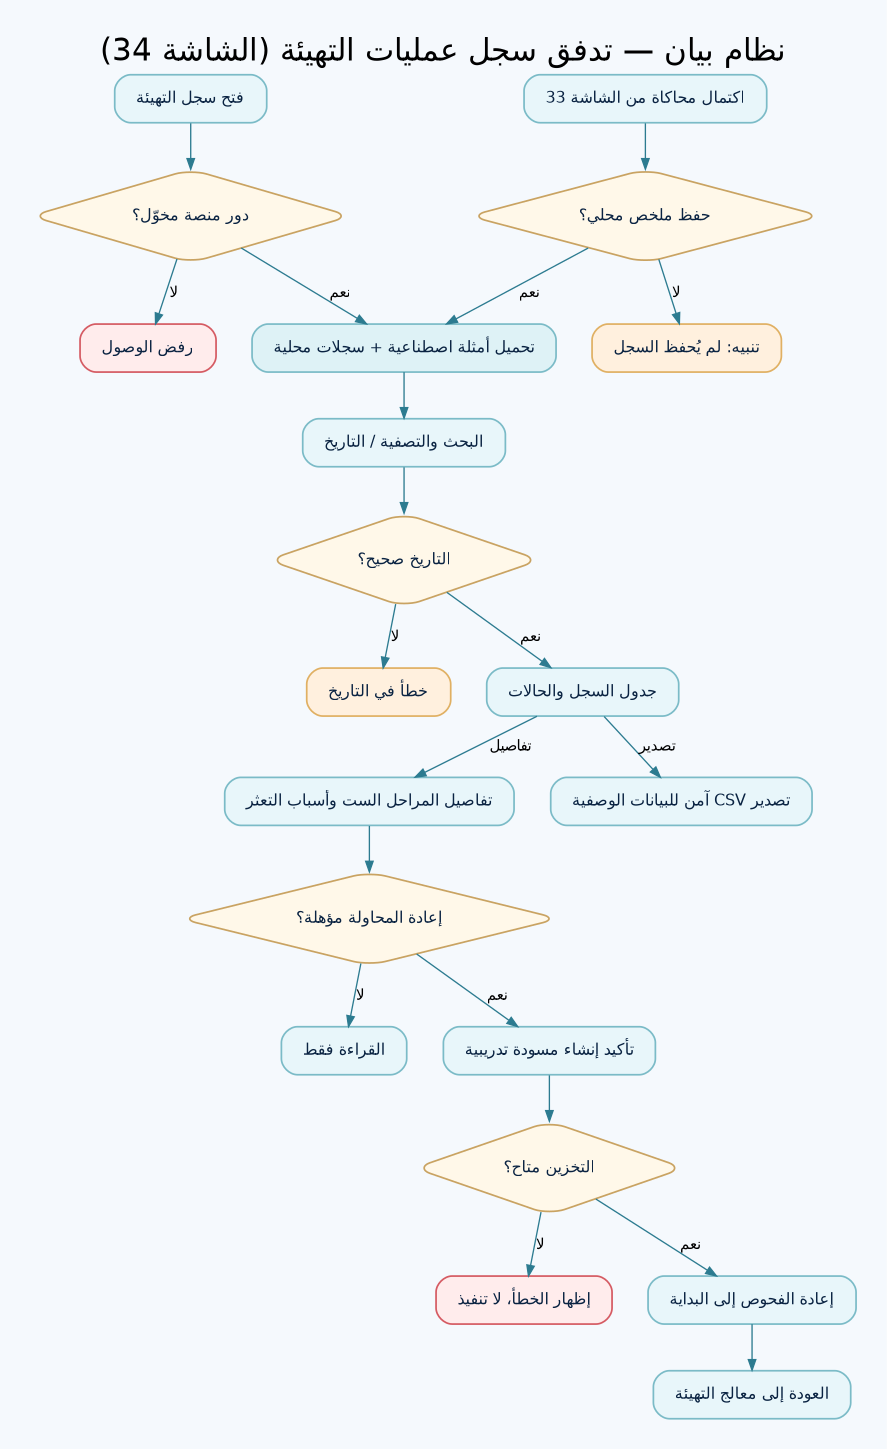 نظام بيان — تدفق سجل عمليات التهيئة (الشاشة 34)
اكتمال محاكاة من الشاشة 33
فتح سجل التهيئة
حفظ ملخص محلي؟
دور منصة مخوّل؟
لا
نعم
نعم
لا
تنبيه: لم يُحفظ السجل
تحميل أمثلة اصطناعية + سجلات محلية
رفض الوصول
البحث والتصفية / التاريخ
التاريخ صحيح؟
نعم
لا
جدول السجل والحالات
خطأ في التاريخ
تصدير
تفاصيل
تصدير CSV آمن للبيانات الوصفية
تفاصيل المراحل الست وأسباب التعثر
إعادة المحاولة مؤهلة؟
نعم
لا
تأكيد إنشاء مسودة تدريبية
القراءة فقط
التخزين متاح؟
نعم
لا
إعادة الفحوص إلى البداية
إظهار الخطأ، لا تنفيذ
العودة إلى معالج التهيئة